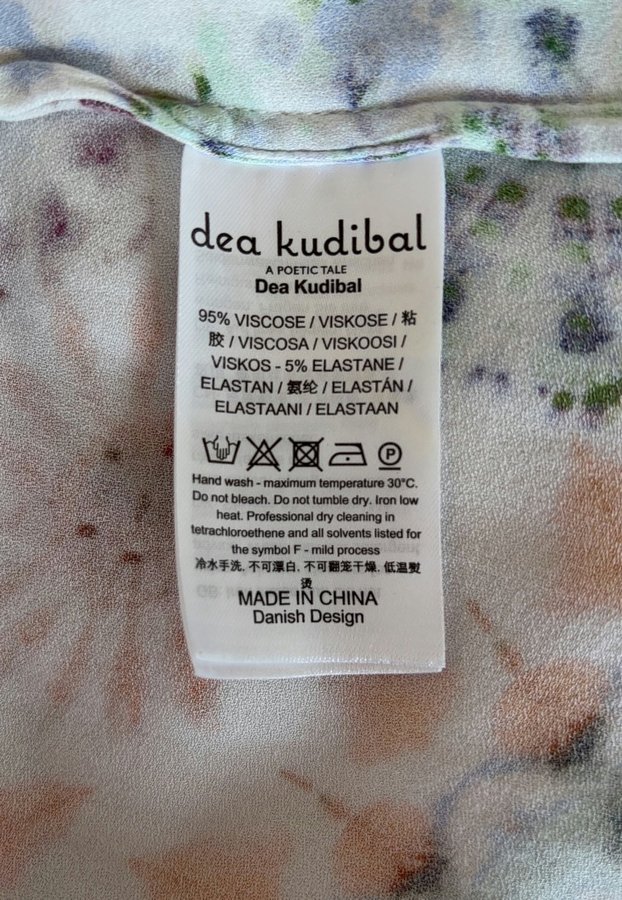 dea kudibal
A POETIC TALE
Dea Kudibal
95% VISCOSE / VISKOSE / 粘
胶 / VISCOSA / VISKOOSI /
VISKOS - 5% ELASTANE /
ELASTAN / 氨纶 / ELASTÁN /
ELASTAANI / ELASTAAN
P
Hand wash - maximum temperature 30°C.
Do not bleach. Do not tumble dry. Iron low
heat. Professional dry cleaning in
tetrachloroethene and all solvents listed for
the symbol F - mild process
冷水手洗, 不可漂白, 不可翻笼干燥, 低温熨
烫
MADE IN CHINA
Danish Design